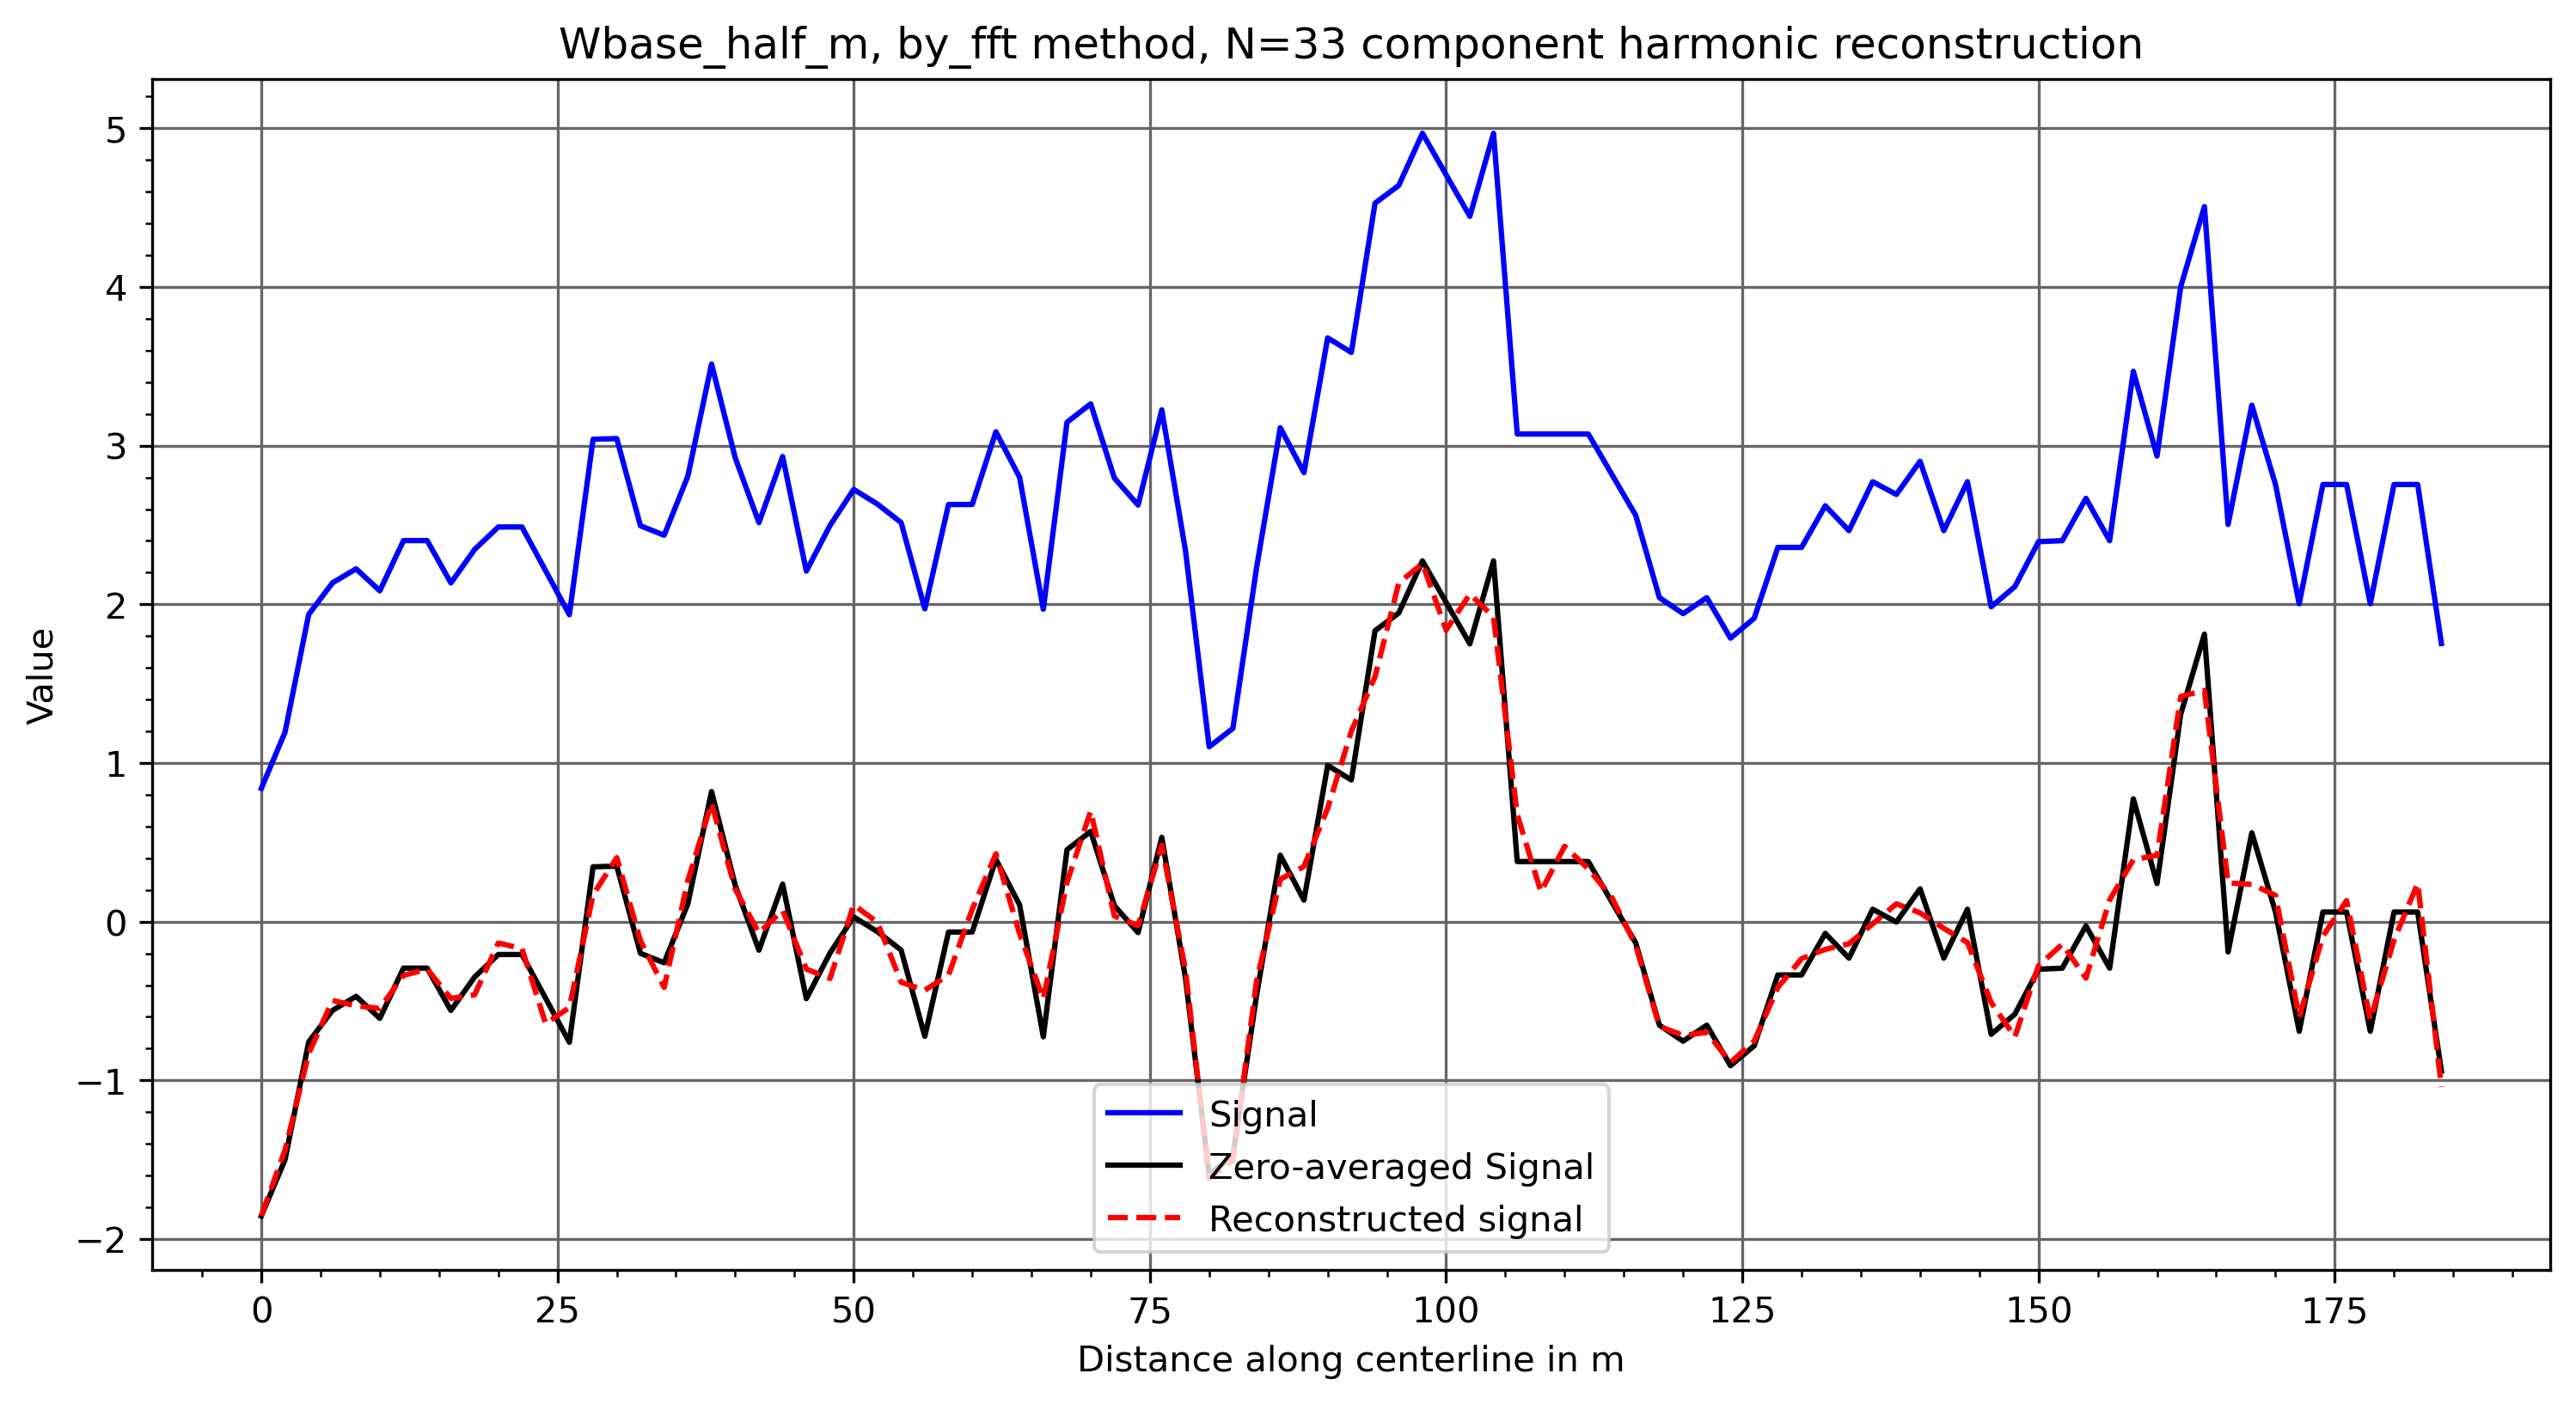 Wbase_half_m, by_fft method, N=33 component harmonic reconstruction
5
4
3
2
1
0
−1
−2
Value
Signal
Zero-averaged Signal
Reconstructed signal
0 25 50 75 100 125 150 175
Distance along centerline in m